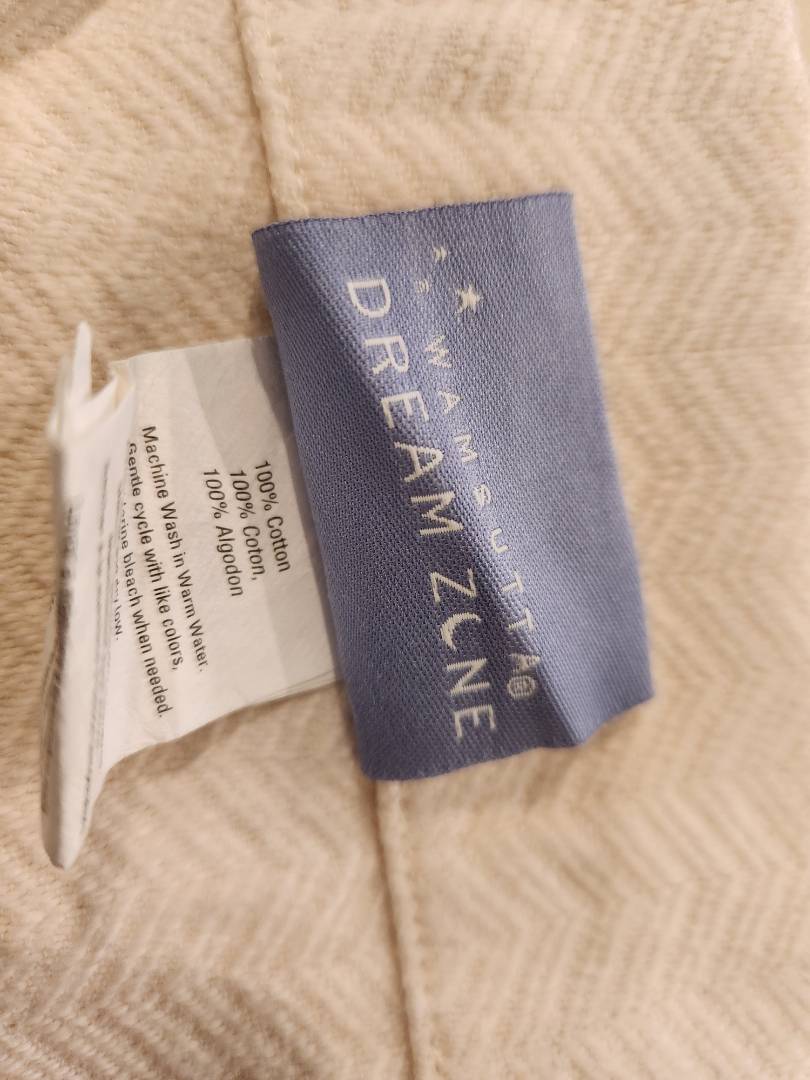 WAMSUTTA®
DREAM ZONE
100% Cotton
100% Coton,
100% Algodon
Machine Wash in Warm Water.
Gentle cycle with like colors,
bleach when needed.
low.